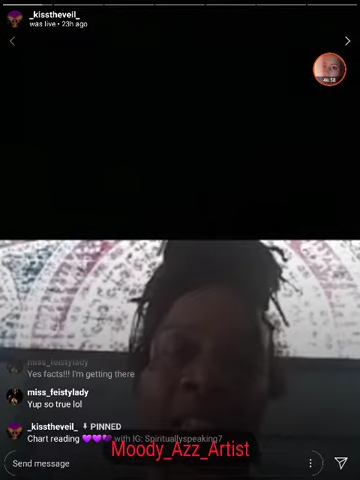 _kisstheveil_
was live • 23h ago
miss_feistylady
Yes facts!!! I'm getting there
miss_feistylady
Yup so true lol
_kisstheveil_ PINNED
Chart reading 💜💜💜 with IG: Spirituallyspeaking7
Moody_Azz_Artist
Send message